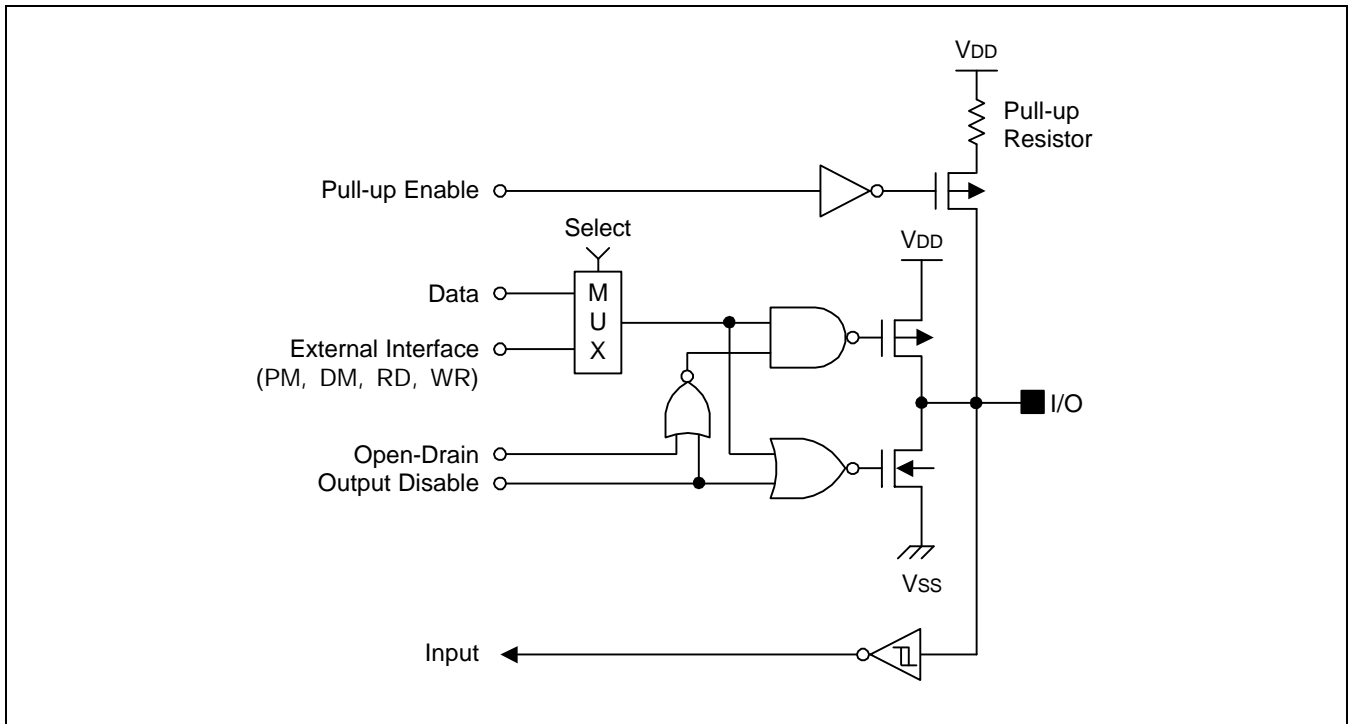 VDD
Pull-up
Resistor
Pull-up Enable
Select
VDD
Data
M
U
X
External Interface
(PM, DM, RD, WR)
I/O
Open-Drain
Output Disable
VSS
Input